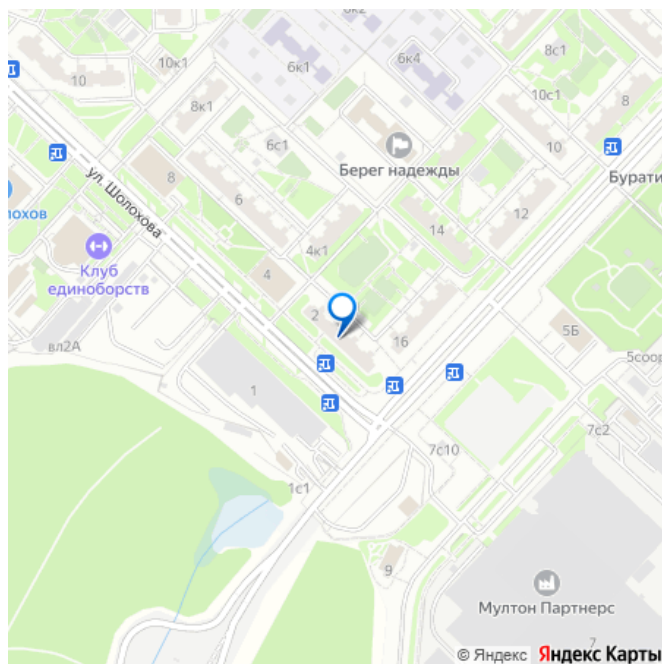 6к2
10к1
6к1
6к4
8с1
10
8к1
10с1
8
6с1
Берег надежды
10
8
ул. Шолохова
6
Бурати
12
лохов
14
Клуб
единоборств
4к1
4
2
5Б
вл2А
16
5соор
1
7с10
7с2
1с1
9
Мултон Партнерс
7
© Яндекс Яндекс Карты